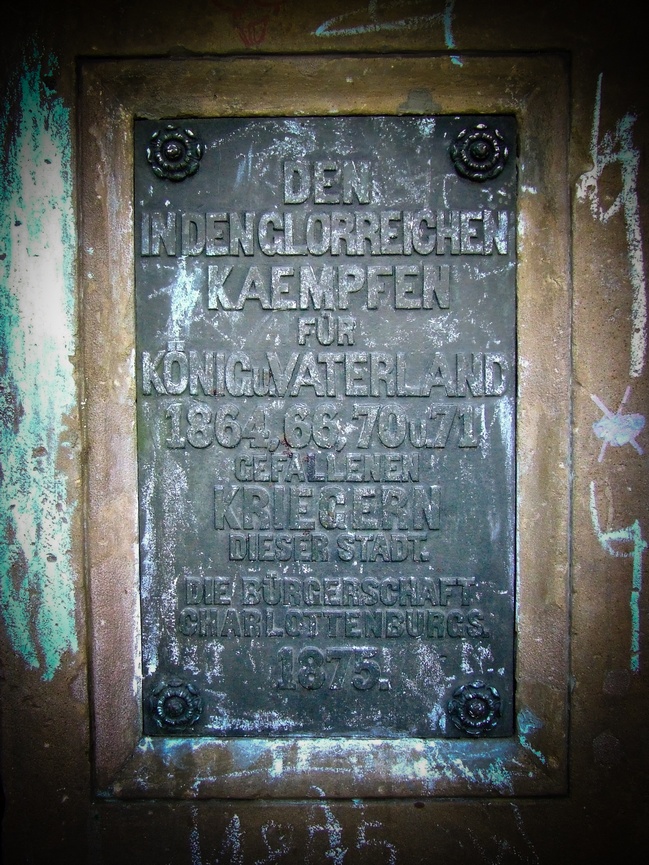 DEN
IN DEN GLORREICHEN
KAEMPFEN
FÜR
KÖNIG U. VATERLAND
1864, 66, 70 U. 71
GEFALLENEN
KRIEGERN
DIESER STADT.
DIE BÜRGERSCHAFT
CHARLOTTENBURGS.
1875.